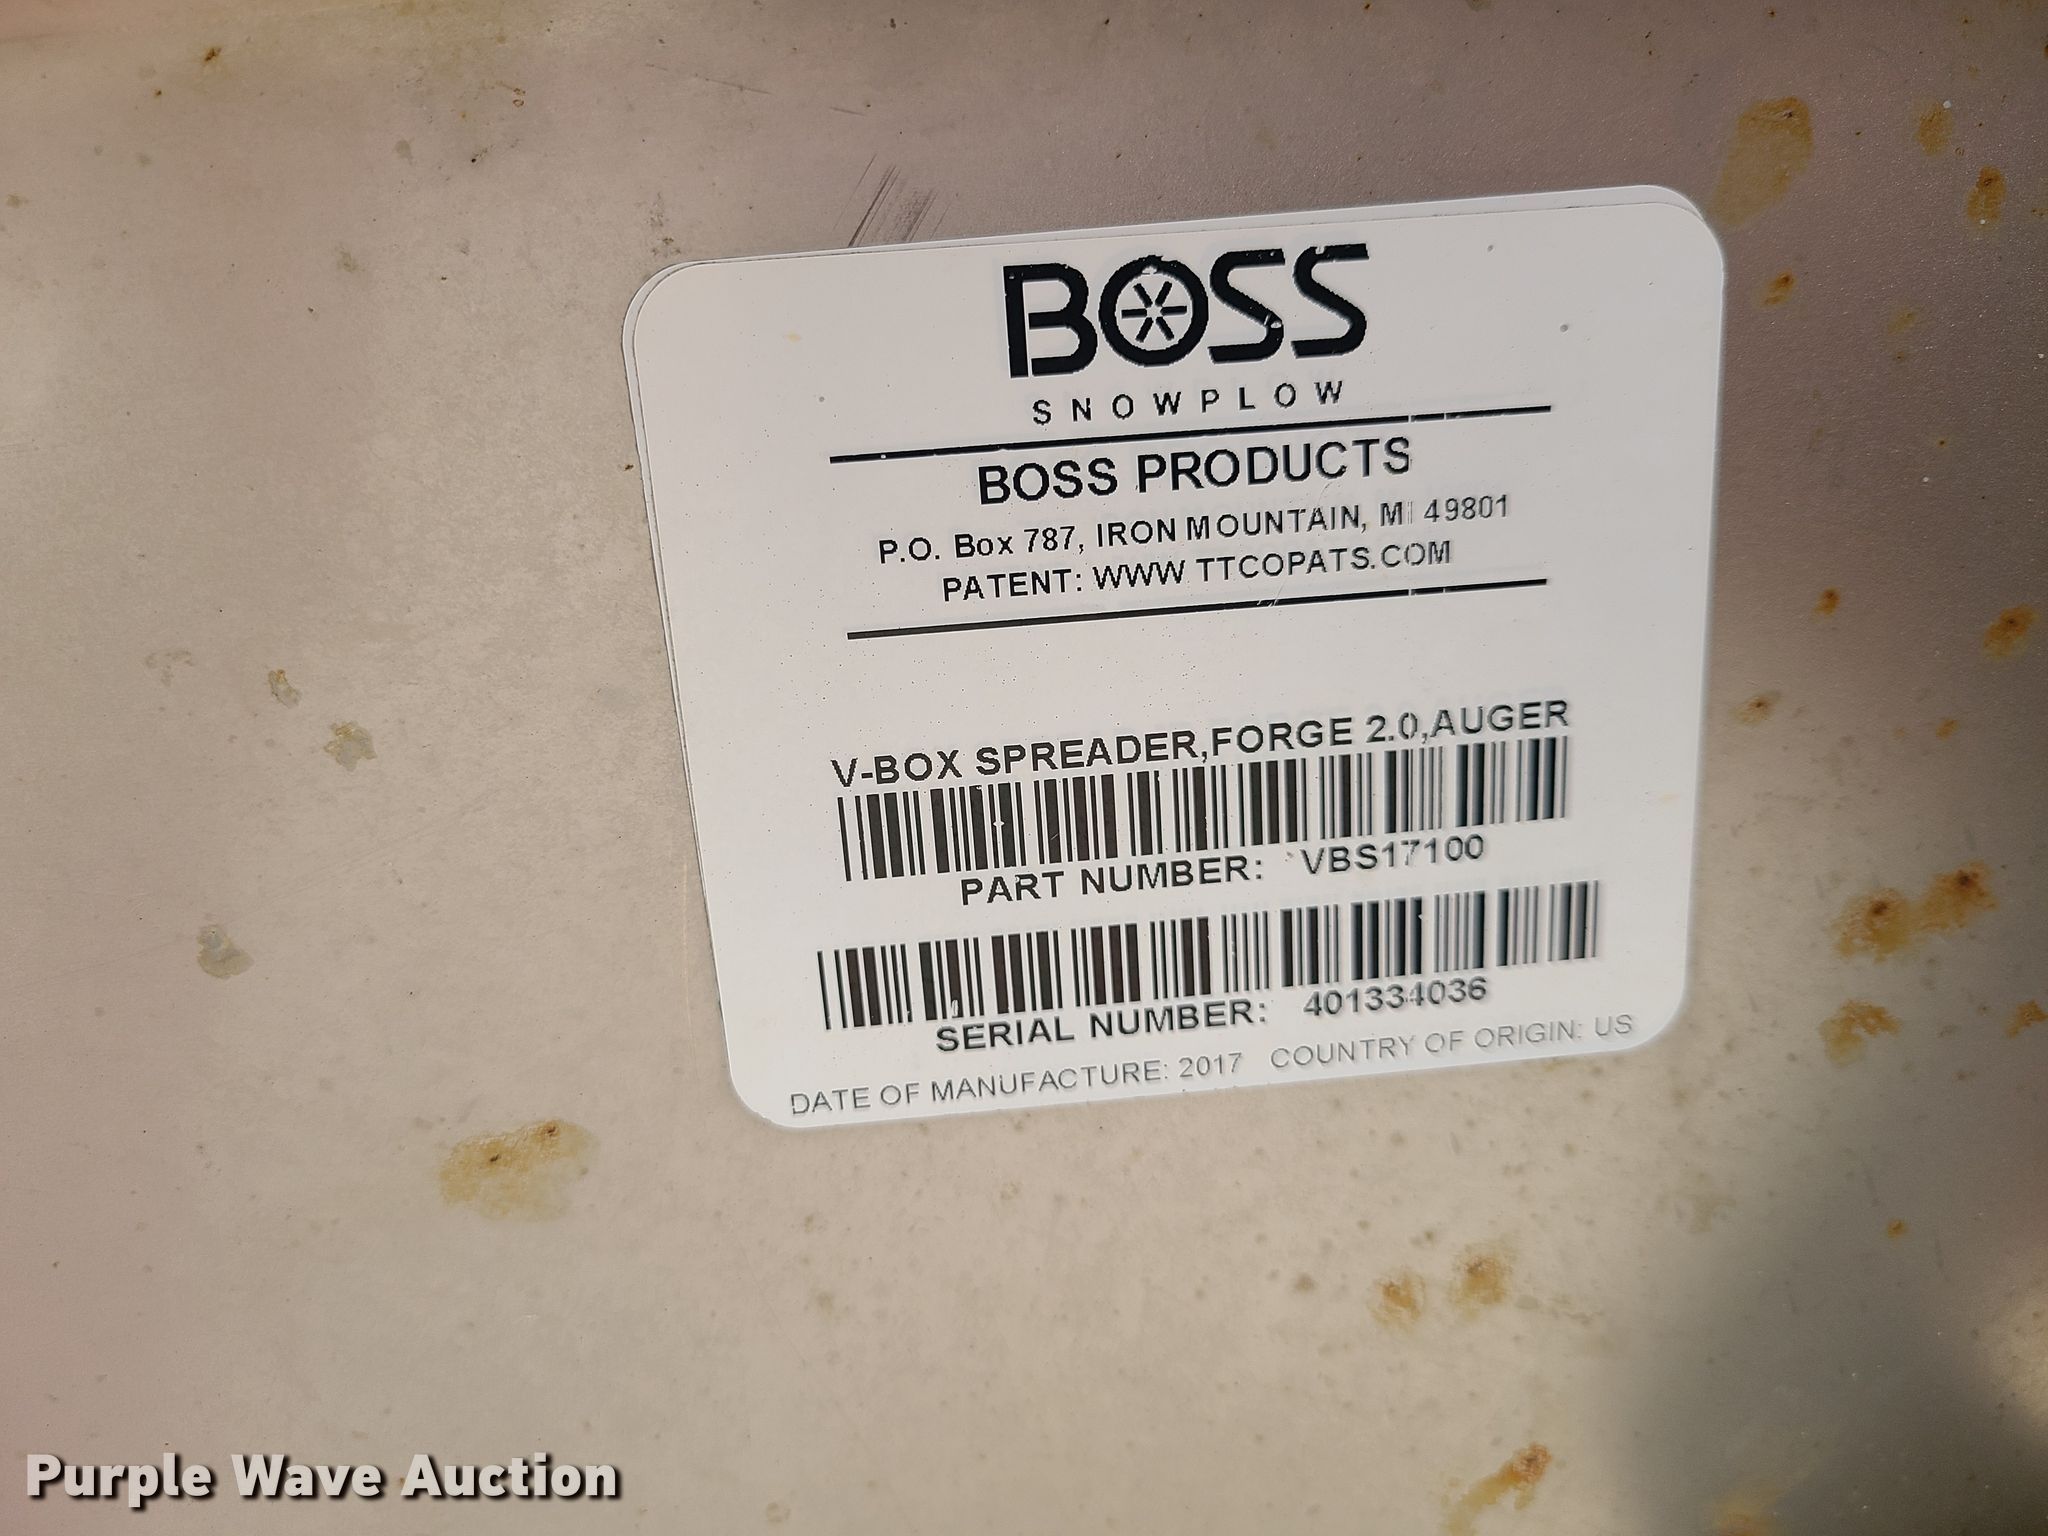 BOSS
SNOWPLOW
BOSS PRODUCTS
P.O. Box 787, IRON MOUNTAIN, MI 49801
PATENT: WWW TTCOPATS.COM
V-BOX SPREADER,FORGE 2.0,AUGER
PART NUMBER: VBS17100
SERIAL NUMBER: 401334036
DATE OF MANUFACTURE: 2017 COUNTRY OF ORIGIN: US
Purple Wave Auction